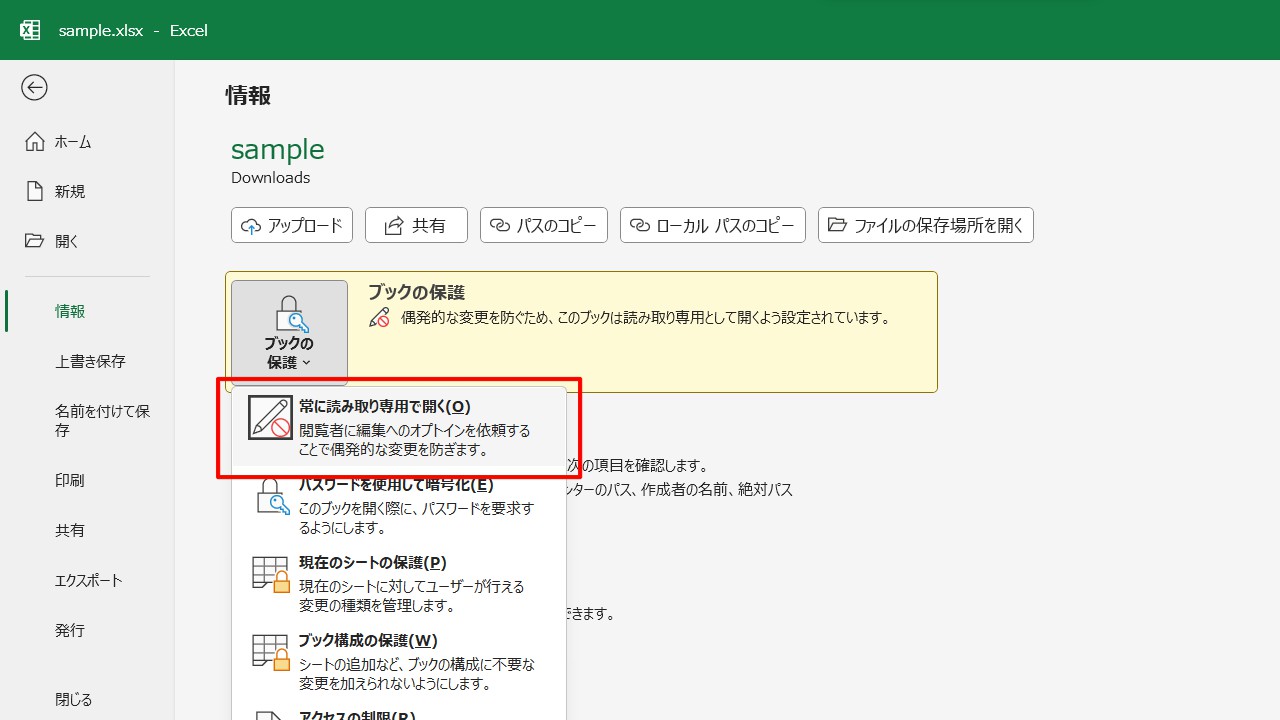 sample.xlsx - Excel
情報
ホーム
新規
開く
情報
上書き保存
名前を付けて保
存
印刷
共有
エクスポート
発行
閉じる
sample
Downloads
アップロード
共有
パスのコピー
ローカル パスのコピー
ファイルの保存場所を開く
ブックの
保護
ブックの保護
偶発的な変更を防ぐため、このブックは読み取り専用として開くよう設定されています。
常に読み取り専用で開く(O)
閲覧者に編集へのオプトインを依頼する
ことで偶発的な変更を防ぎます。
次の項目を確認します。
ターのパス、作成者の名前、絶対パス
パスワードを使用して暗号化(E)
このブックを開く際に、パスワードを要求す
るようにします。
現在のシートの保護(P)
現在のシートに対してユーザーが行える
変更の種類を管理します。
きます。
ブック構成の保護(W)
シートの追加など、ブックの構成に不要な
変更を加えられないようにします。
アクセスの制限(R)